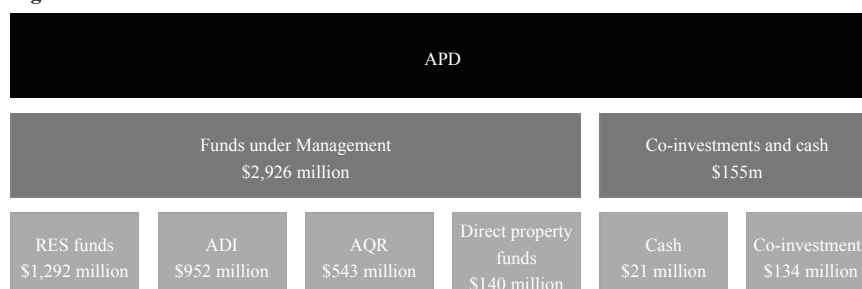 APD
Funds under Management
$2,926 million
Co-investments and cash
$155m
RES funds
$1,292 million
ADI
$952 million
AQR
$543 million
Direct property
funds
$140 million
Cash
$21 million
Co-investment
$134 million